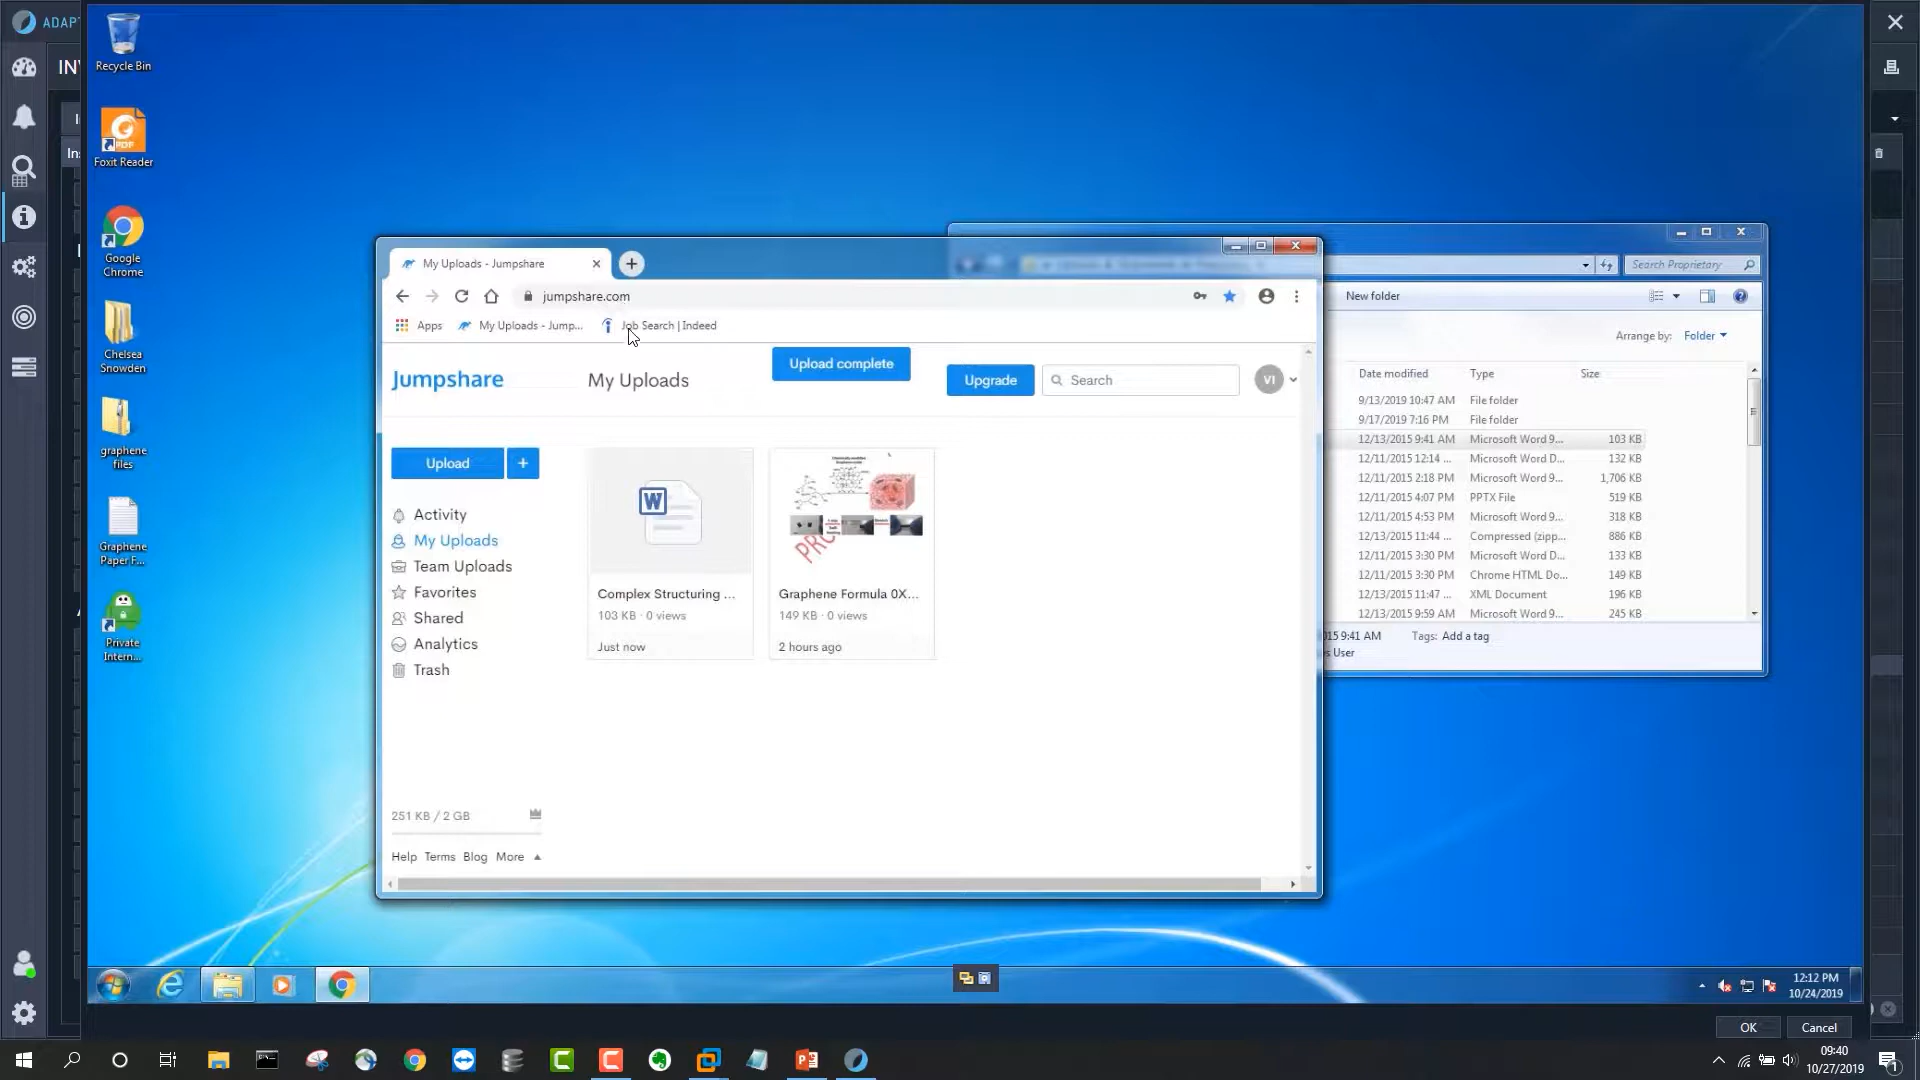 ADAPT
Recycle Bin
Foxit Reader
Google
Chrome
Chelsea
Snowden
graphene
files
Graphene
Paper F...
Private
Intern...
My Uploads - Jumpshare
jumpshare.com
Apps
My Uploads - Jump...
Job Search | Indeed
Jumpshare
My Uploads
Upload complete
Upgrade
Search
VI
Upload
+
Activity
My Uploads
Team Uploads
Favorites
Shared
Analytics
Trash
Complex Structuring ...
103 KB · 0 views
Just now
Graphene Formula 0X...
149 KB · 0 views
2 hours ago
251 KB / 2 GB
Help Terms Blog More
Search Proprietary
New folder
Arrange by: Folder
Date modified Type Size
9/13/2019 10:47 AM File folder
9/17/2019 7:16 PM File folder
12/13/2015 9:41 AM Microsoft Word 9... 103 KB
12/11/2015 12:14 ... Microsoft Word D... 132 KB
12/11/2015 2:18 PM Microsoft Word 9... 1,706 KB
12/11/2015 4:07 PM PPTX File 519 KB
12/11/2015 4:53 PM Microsoft Word 9... 318 KB
12/13/2015 11:44 ... Compressed (zipp... 886 KB
12/11/2015 3:30 PM Microsoft Word D... 133 KB
12/11/2015 3:30 PM Chrome HTML Do... 149 KB
12/13/2015 11:47 ... XML Document 196 KB
12/13/2015 9:59 AM Microsoft Word 9... 245 KB
15 9:41 AM Tags: Add a tag
s User
12:12 PM
10/24/2019
OK Cancel
09:40
10/27/2019